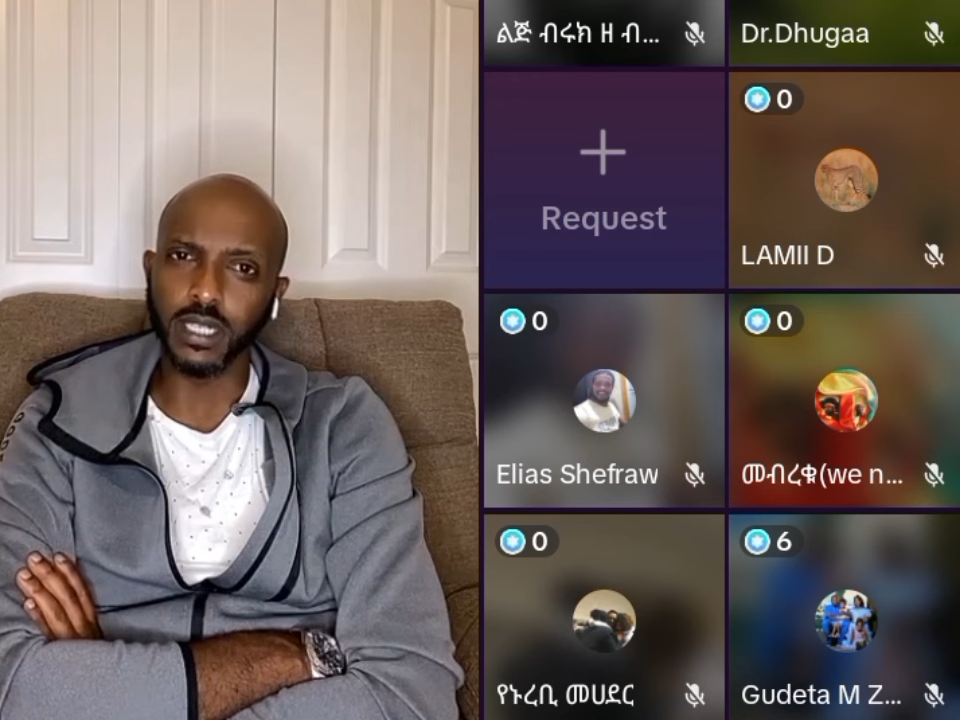 ልጅ ብሩክ ዘ ብ...
Dr.Dhugaa
Request
0
LAMII D
0
Elias Shefraw
0
መብረቁ(we n...
0
የኑረቢ መሀደር
6
Gudeta M Z...